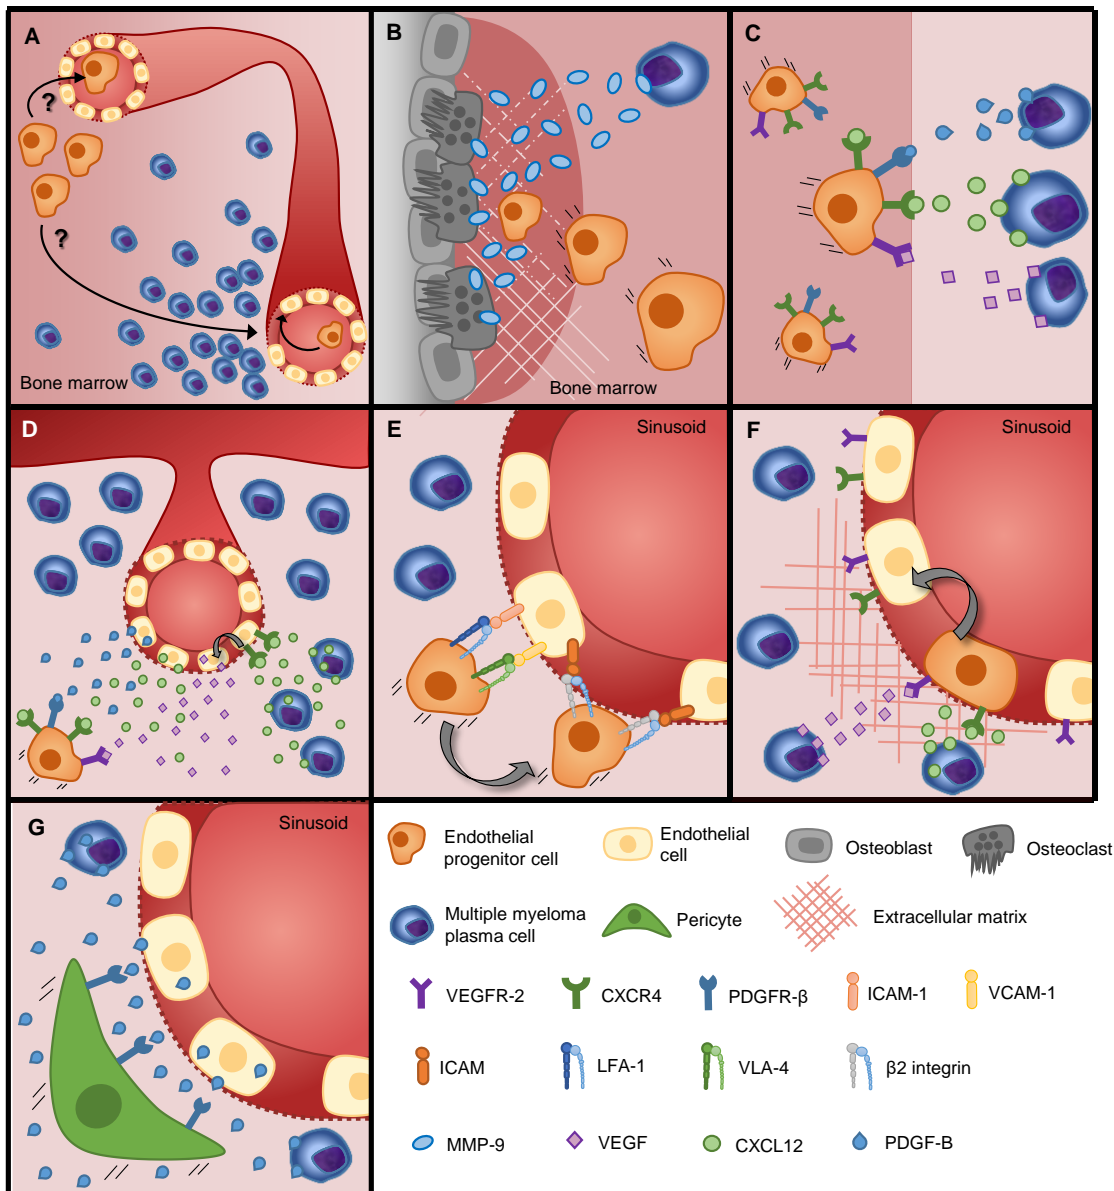 A
?
?
Bone marrow
B
Bone marrow
C
D
E
Sinusoid
F
Sinusoid
G
Sinusoid
Endothelial
progenitor cell
Endothelial
cell
Osteoblast
Osteoclast
Multiple myeloma
plasma cell
Pericyte
Extracellular matrix
VEGFR-2
CXCR4
PDGFR-β
ICAM-1
VCAM-1
ICAM
LFA-1
VLA-4
β2 integrin
MMP-9
VEGF
CXCL12
PDGF-B